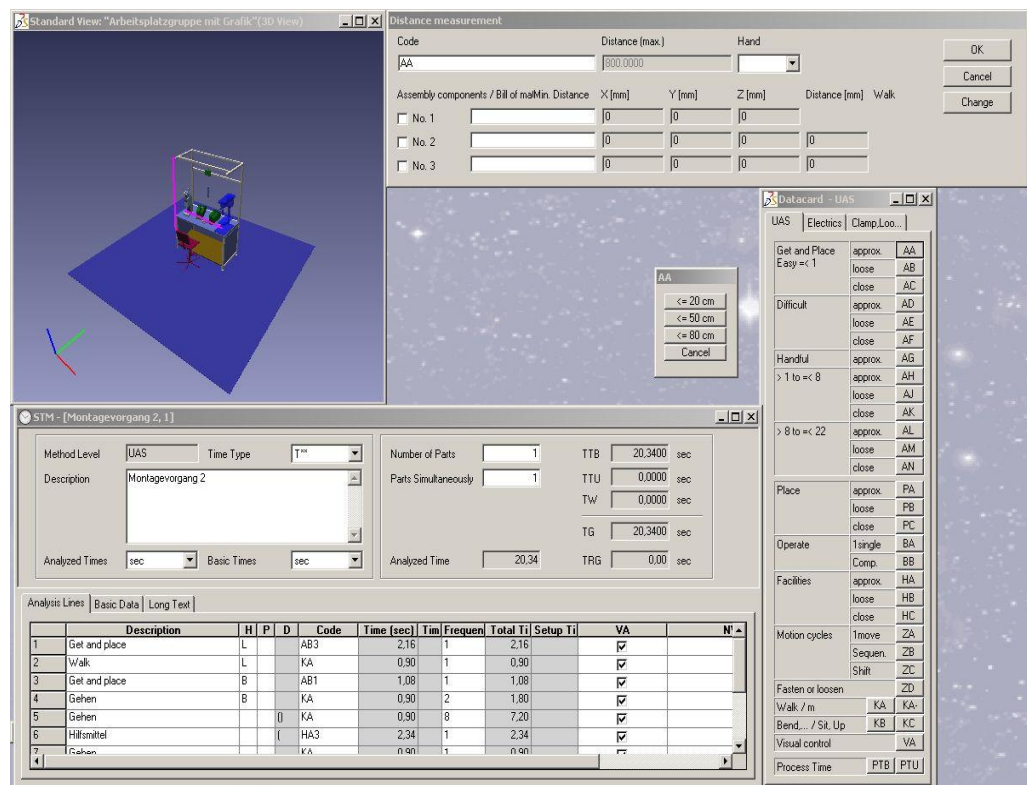 Standard View: "Arbeitsplatzgruppe mit Grafik"(3D View)
Distance measurement
Code Distance (max.) Hand
AA 800.0000
OK
Cancel
Change
Assembly components / Bill of mal Min. Distance X [mm] Y [mm] Z [mm] Distance [mm] Walk
No. 1 0 0 0
No. 2 0 0 0 0
No. 3 0 0 0 0
AA
<= 20 cm
<= 50 cm
<= 80 cm
Cancel
Datacard - UAS
UAS Electrics Clamp,Loo...
Get and Place approx. AA
Easy =< 1 loose AB
close AC
Difficult approx. AD
loose AE
close AF
Handful approx. AG
> 1 to =< 8 approx. AH
loose AJ
close AK
> 8 to =< 22 approx. AL
loose AM
close AN
Place approx. PA
loose PB
close PC
Operate 1single BA
Comp. BB
Facilities approx. HA
loose HB
close HC
Motion cycles 1move ZA
Sequen. ZB
Shift ZC
Fasten or loosen ZD
Walk / m KA KA-
Bend,... / Sit, Up KB KC
Visual control VA
Process Time PTB PTU
STM - [Montagevorgang 2, 1]
Method Level UAS Time Type T**
Description Montagevorgang 2
Analyzed Times sec Basic Times sec
Number of Parts 1 TTB 20,3400 sec
Parts Simultaneously 1 TTU 0,0000 sec
TW 0,0000 sec
TG 20,3400 sec
Analyzed Time 20,34 TRG 0,00 sec
Analysis Lines Basic Data Long Text
Description H P D Code Time (sec) Tim Frequen Total Ti Setup Ti VA N'
1 Get and place L AB3 2,16 1 2,16
2 Walk L KA 0,90 1 0,90
3 Get and place B AB1 1,08 1 1,08
4 Gehen B KA 0,90 2 1,80
5 Gehen () KA 0,90 8 7,20
6 Hilfsmittel ( HA3 2,34 1 2,34
7 Gehen KA 0,90 1 0,90